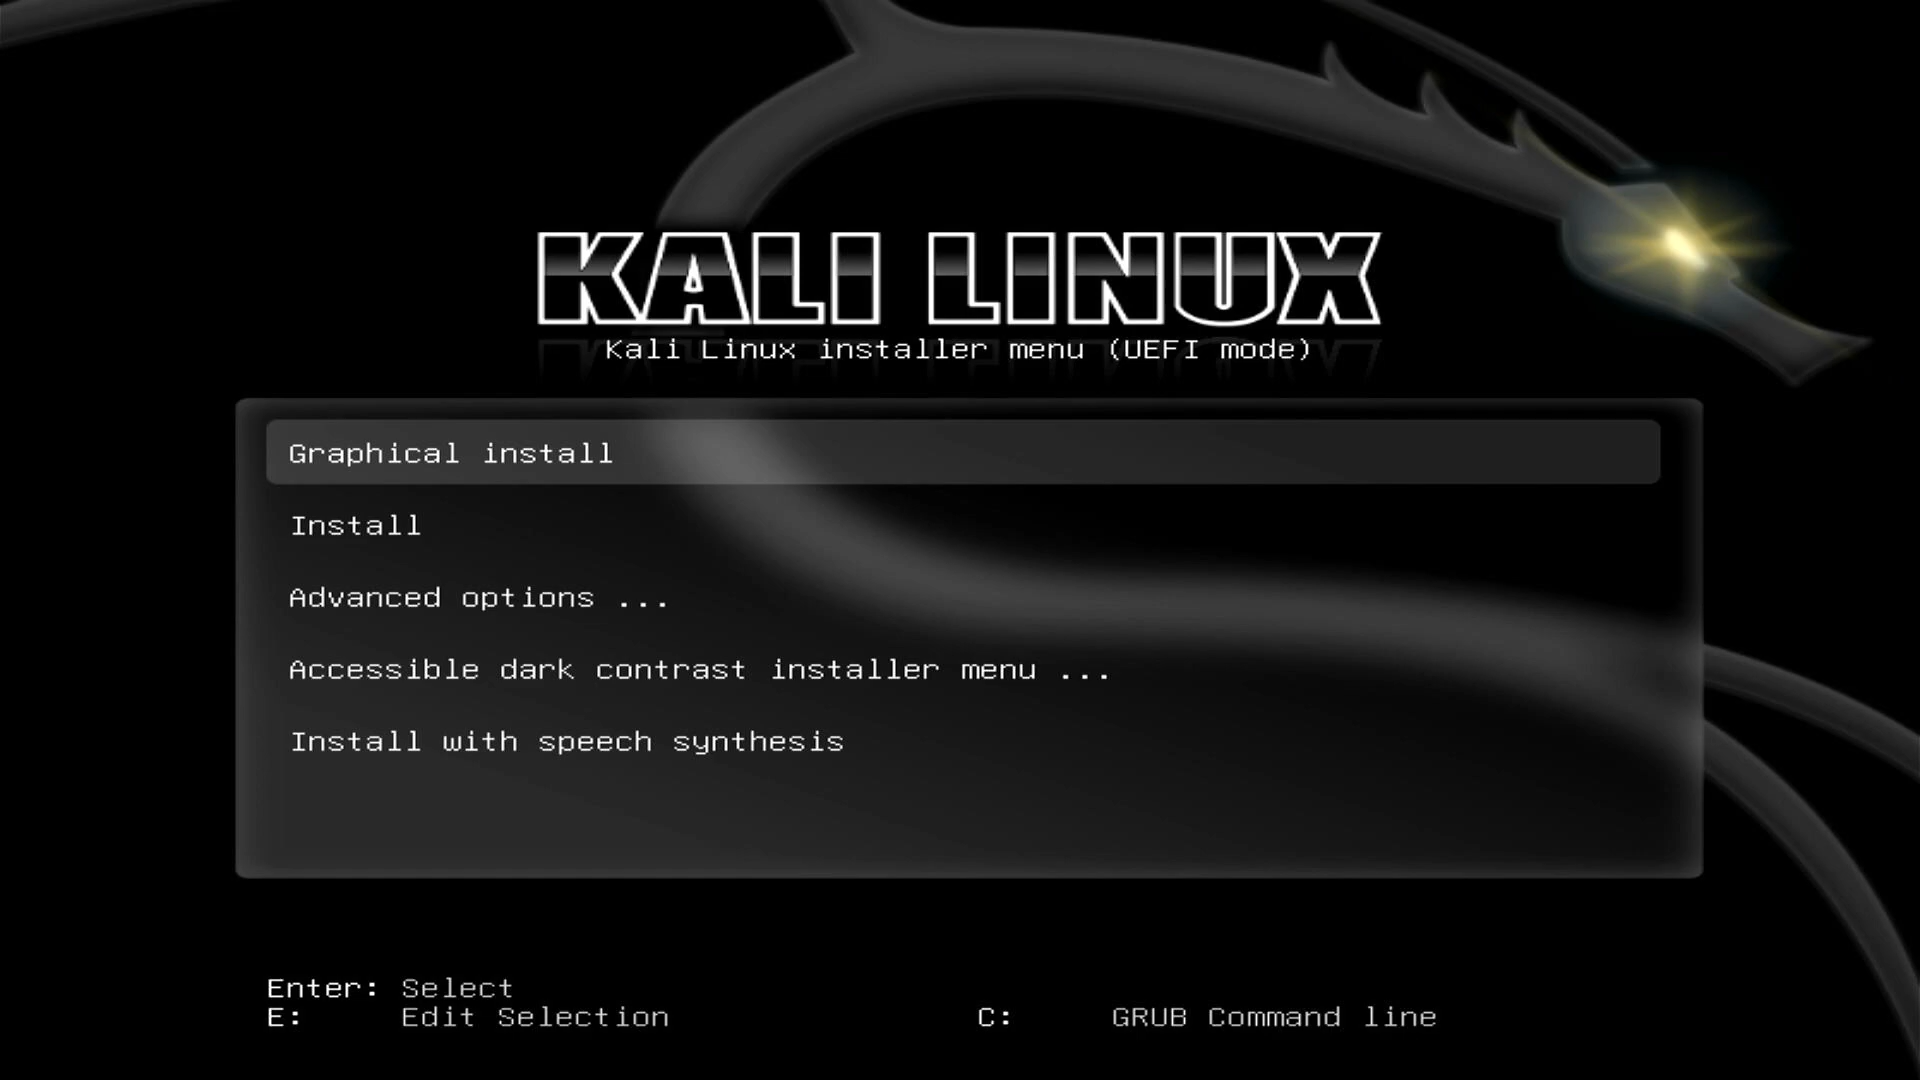 KALI LINUX
Kali Linux installer menu (UEFI mode)
Graphical install
Install
Advanced options ...
Accessible dark contrast installer menu ...
Install with speech synthesis
Enter: Select
E: Edit Selection C: GRUB Command line